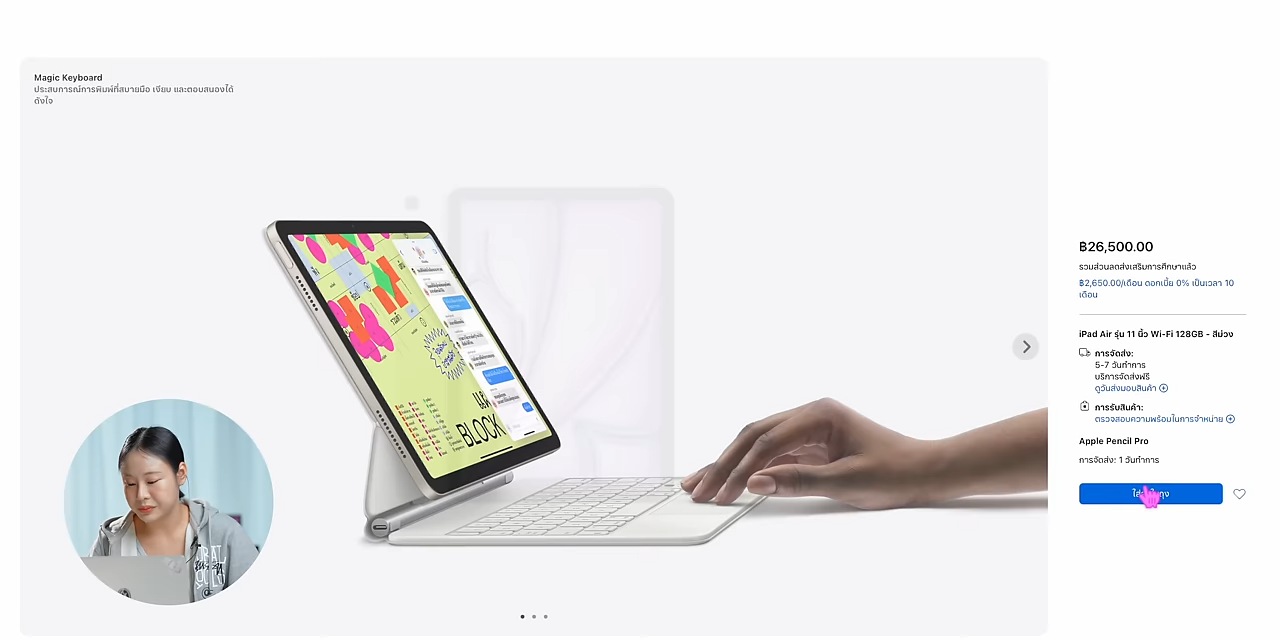 Magic Keyboard
ประสบการณ์การพิมพ์ที่สบายมือ เงียบ และตอบสนองได้
ดังใจ
BLOCK
฿26,500.00
รวมส่วนลดส่งเสริมการศึกษาแล้ว
฿2,650.00/เดือน ดอกเบี้ย 0% เป็นเวลา 10
เดือน
iPad Air รุ่น 11 นิ้ว Wi-Fi 128GB - สีม่วง
การจัดส่ง:
5-7 วันทำการ
บริการจัดส่งฟรี
ดูวันส่งมอบสินค้า
การรับสินค้า:
ตรวจสอบความพร้อมในการจำหน่าย
Apple Pencil Pro
การจัดส่ง: 1 วันทำการ